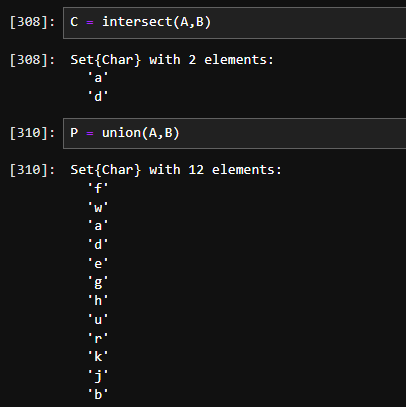 [308]: C = intersect(A,B)
[308]: Set{Char} with 2 elements:
'a'
'd'
[310]: P = union(A,B)
[310]: Set{Char} with 12 elements:
'f'
'w'
'a'
'd'
'e'
'g'
'h'
'u'
'r'
'k'
'j'
'b'